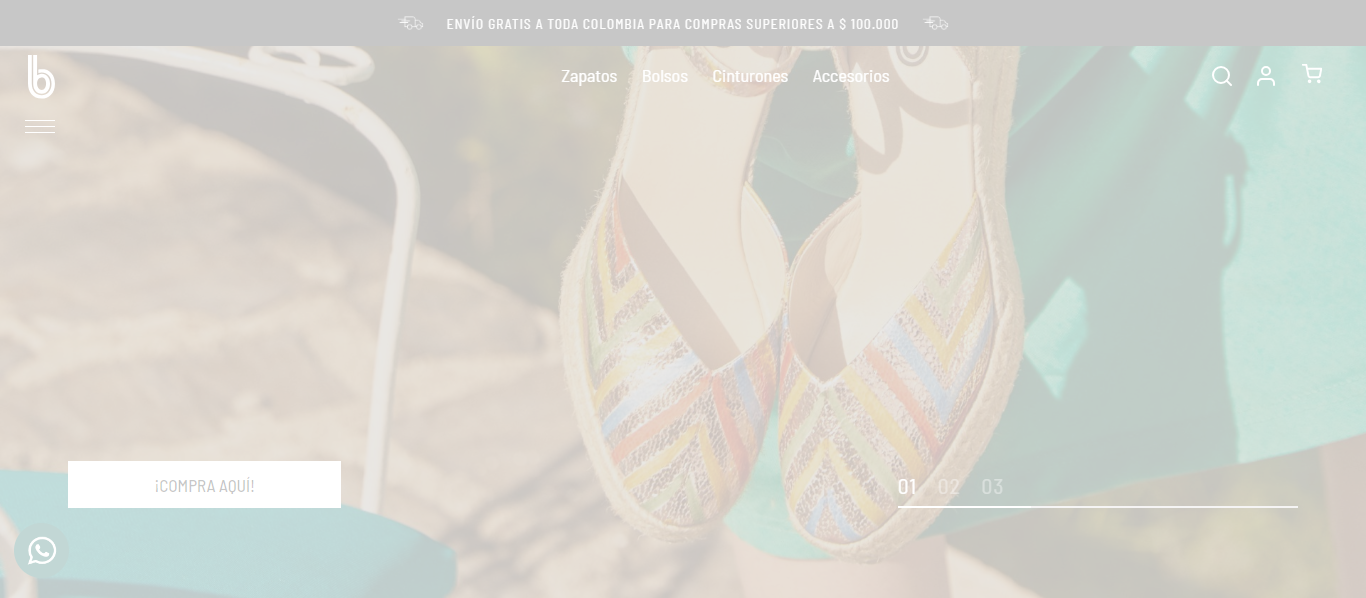 ENVÍO GRATIS A TODA COLOMBIA PARA COMPRAS SUPERIORES A $ 100.000
b
Zapatos Bolsos Cinturones Accesorios
¡COMPRA AQUÍ!
01 02 03